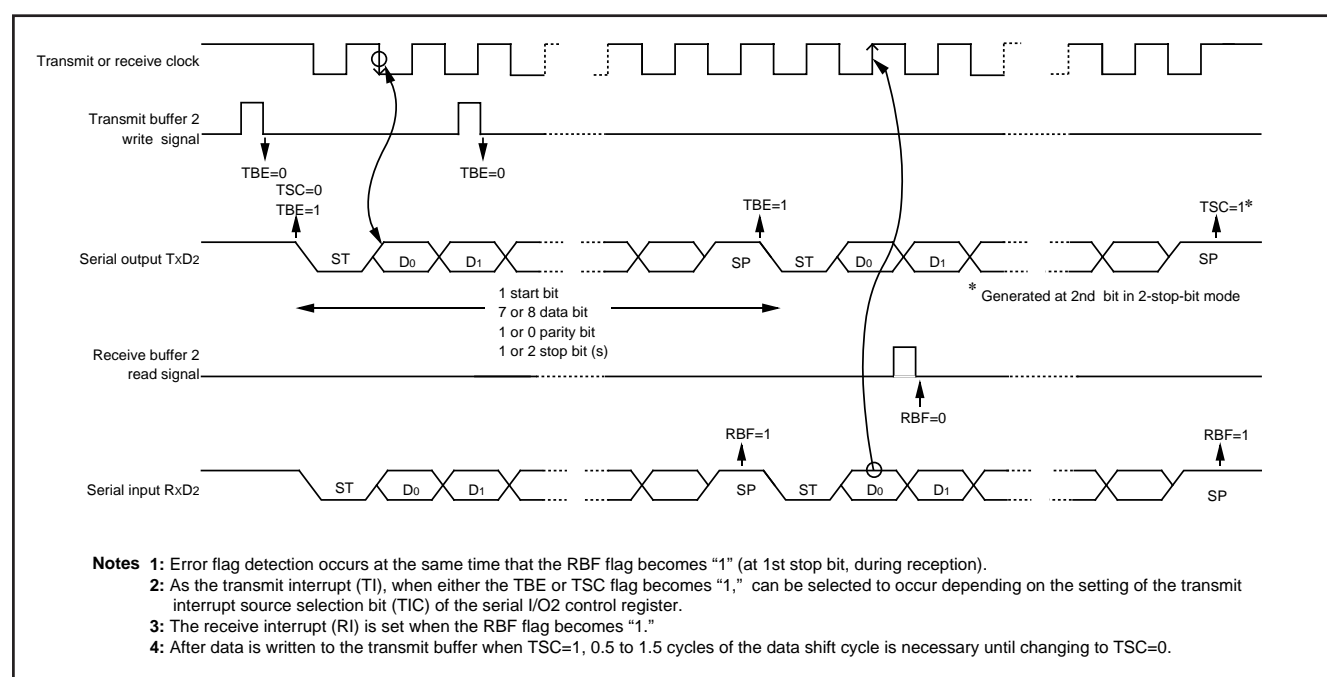 Transmit or receive clock
Transmit buffer 2
write signal
TBE=0
TSC=0
TBE=1
TBE=0
TBE=1
TSC=1*
Serial output TxD2
ST
D0
D1
SP
ST
D0
D1
SP
* Generated at 2nd bit in 2-stop-bit mode
1 start bit
7 or 8 data bit
1 or 0 parity bit
1 or 2 stop bit (s)
Receive buffer 2
read signal
RBF=0
RBF=1
RBF=1
Serial input RxD2
ST
D0
D1
SP
ST
D0
D1
SP
Notes 1: Error flag detection occurs at the same time that the RBF flag becomes “1” (at 1st stop bit, during reception).
2: As the transmit interrupt (TI), when either the TBE or TSC flag becomes “1,” can be selected to occur depending on the setting of the transmit
interrupt source selection bit (TIC) of the serial I/O2 control register.
3: The receive interrupt (RI) is set when the RBF flag becomes “1.”
4: After data is written to the transmit buffer when TSC=1, 0.5 to 1.5 cycles of the data shift cycle is necessary until changing to TSC=0.